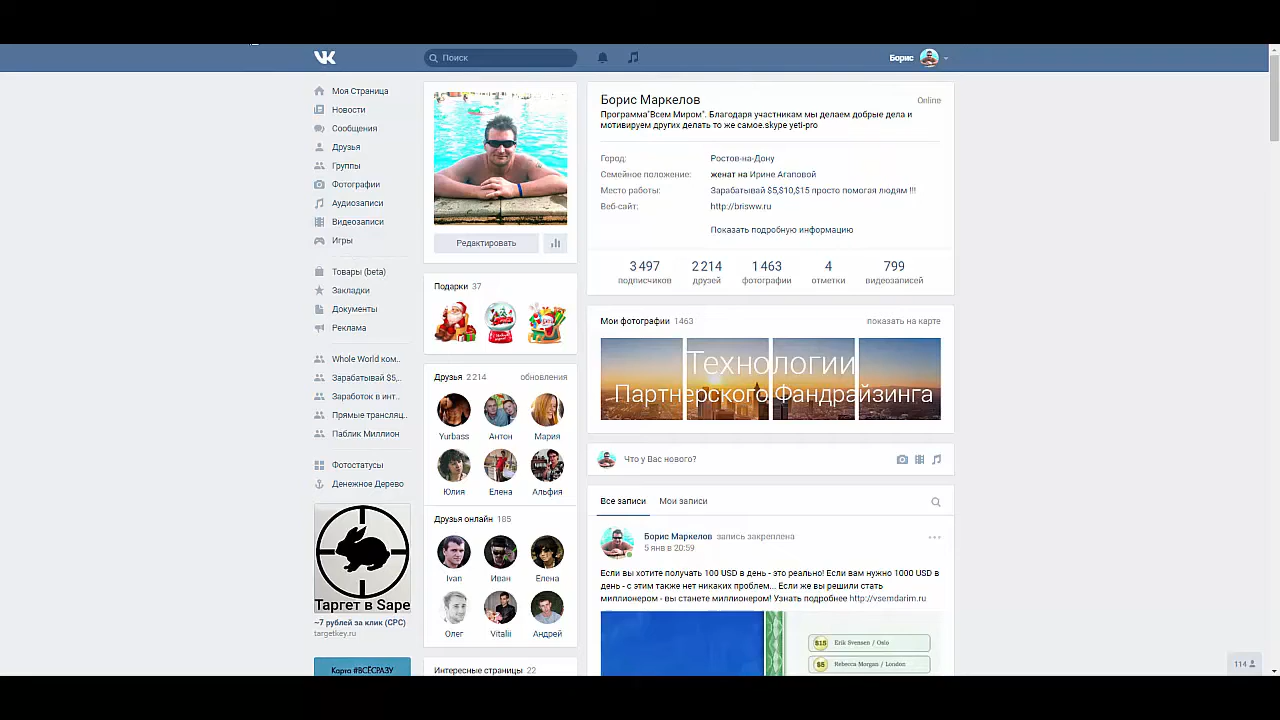 VK
Поиск
Борис
Моя Страница
Новости
Сообщения
Друзья
Группы
Фотографии
Аудиозаписи
Видеозаписи
Игры
Товары (beta)
Закладки
Документы
Реклама
Whole World ком..
Зарабатывай $5,..
Заработок в инт..
Прямые трансляц..
Паблик Миллион
Фотостатусы
Денежное Дерево
Таргет в Sape
~7 рублей за клик (CPC)
targetkey.ru
Карта #ВСЁСРАЗУ
Редактировать
Подарки 37
Друзья 2 214 обновления
Yurbass Антон Мария
Юлия Елена Альфия
Друзья онлайн 185
Ivan Иван Елена
Олег Vitalii Андрей
Интересные страницы 22
Борис Маркелов Online
Программа"Всем Миром". Благодаря участникам мы делаем добрые дела и
мотивируем других делать то же самое.skype yeti-pro
Город: Ростов-на-Дону
Семейное положение: женат на Ирине Агаповой
Место работы: Зарабатывай $5,$10,$15 просто помогая людям !!!
Веб-сайт: http://brisww.ru
Показать подробную информацию
3 497 2 214 1 463 4 799
подписчиков друзей фотографии отметки видеозаписей
Мои фотографии 1463 показать на карте
Технологии
Партнерского Фандрайзинга
Что у Вас нового?
Все записи Мои записи
Борис Маркелов запись закреплена
5 янв в 20:59
Если вы хотите получать 100 USD в день - это реально! Если вам нужно 1000 USD в
день - с этим также нет никаких проблем... Если же вы решили стать
миллионером - вы станете миллионером! Узнать подробнее http://vsemdarim.ru
$15 Erik Svensen / Oslo
$5 Rebecca Morgan / London
114